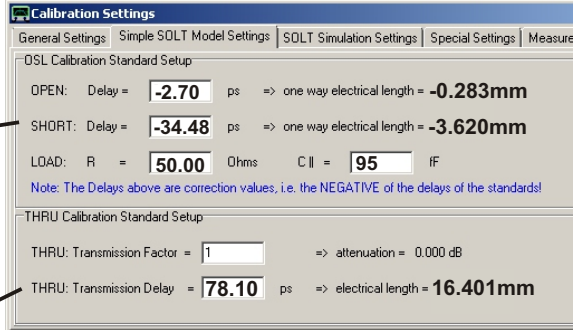 Calibration Settings
General Settings Simple SOLT Model Settings SOLT Simulation Settings Special Settings Measure
OSL Calibration Standard Setup
OPEN: Delay = -2.70 ps => one way electrical length = -0.283mm
SHORT: Delay = -34.48 ps => one way electrical length = -3.620mm
LOAD: R = 50.00 Ohms C || = 95 fF
Note: The Delays above are correction values, i.e. the NEGATIVE of the delays of the standards!
THRU Calibration Standard Setup
THRU: Transmission Factor = 1 => attenuation = 0.000 dB
THRU: Transmission Delay = 78.10 ps => electrical length = 16.401mm